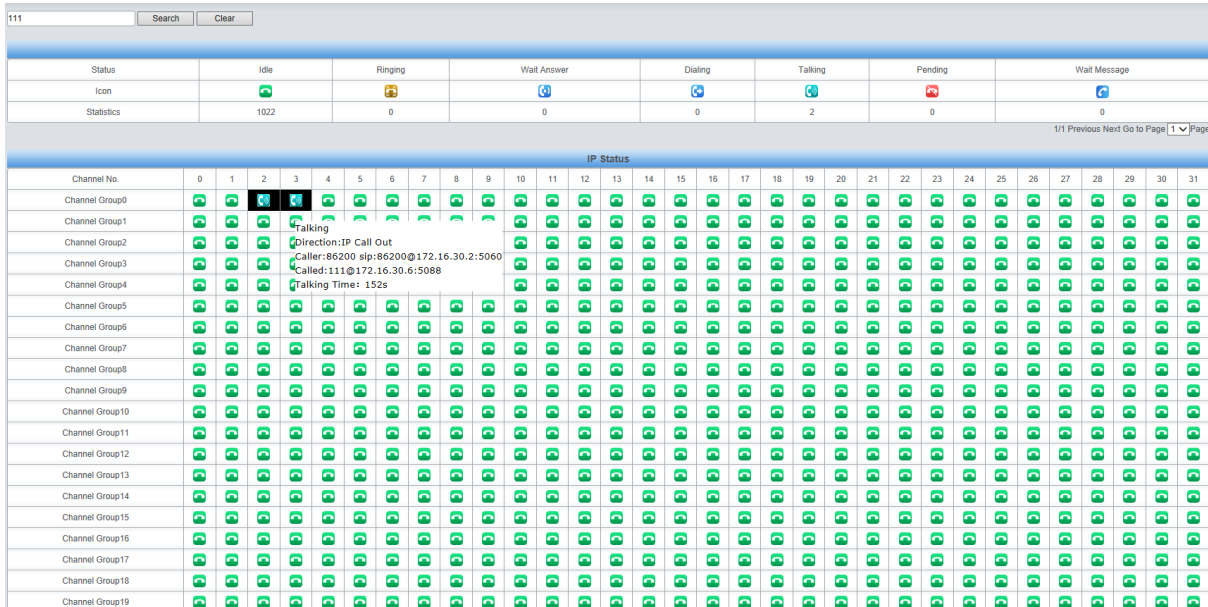 111 Search Clear
Status Idle Ringing Wait Answer Dialing Talking Pending Wait Message
Icon
Statistics 1022 0 0 0 2 0 0
1/1 Previous Next Go to Page 1 Page
IP Status
Channel No. 0 1 2 3 4 5 6 7 8 9 10 11 12 13 14 15 16 17 18 19 20 21 22 23 24 25 26 27 28 29 30 31
Channel Group0
Channel Group1
Talking
Channel Group2
Direction:IP Call Out
Caller:86200 sip:86200@172.16.30.2:5060
Channel Group3
Called:111@172.16.30.6:5088
Channel Group4
Talking Time: 152s
Channel Group5
Channel Group6
Channel Group7
Channel Group8
Channel Group9
Channel Group10
Channel Group11
Channel Group12
Channel Group13
Channel Group14
Channel Group15
Channel Group16
Channel Group17
Channel Group18
Channel Group19